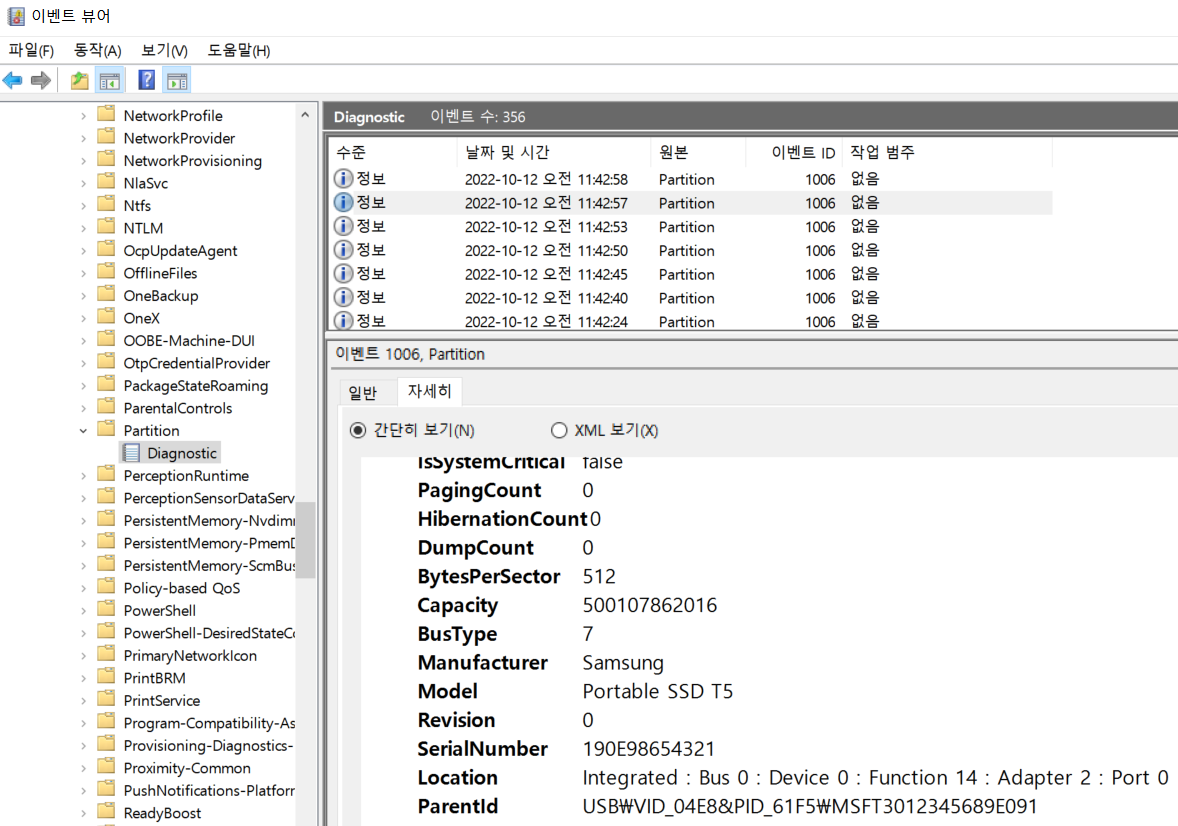 이벤트 뷰어
파일(F) 동작(A) 보기(V) 도움말(H)
NetworkProfile
NetworkProvider
NetworkProvisioning
NlaSvc
Ntfs
NTLM
OcpUpdateAgent
OfflineFiles
OneBackup
OneX
OOBE-Machine-DUI
OtpCredentialProvider
PackageStateRoaming
ParentalControls
Partition
Diagnostic
PerceptionRuntime
PerceptionSensorDataServ
PersistentMemory-Nvdimm
PersistentMemory-PmemD
PersistentMemory-ScmBus
Policy-based QoS
PowerShell
PowerShell-DesiredStateCo
PrimaryNetworkIcon
PrintBRM
PrintService
Program-Compatibility-As
Provisioning-Diagnostics-
Proximity-Common
PushNotifications-Platforr
ReadyBoost
Diagnostic 이벤트 수: 356
수준 날짜 및 시간 원본 이벤트 ID 작업 범주
정보 2022-10-12 오전 11:42:58 Partition 1006 없음
정보 2022-10-12 오전 11:42:57 Partition 1006 없음
정보 2022-10-12 오전 11:42:53 Partition 1006 없음
정보 2022-10-12 오전 11:42:50 Partition 1006 없음
정보 2022-10-12 오전 11:42:45 Partition 1006 없음
정보 2022-10-12 오전 11:42:40 Partition 1006 없음
정보 2022-10-12 오전 11:42:24 Partition 1006 없음
이벤트 1006, Partition
일반 자세히
간단히 보기(N) XML 보기(X)
IsSystemCritical false
PagingCount 0
HibernationCount 0
DumpCount 0
BytesPerSector 512
Capacity 500107862016
BusType 7
Manufacturer Samsung
Model Portable SSD T5
Revision 0
SerialNumber 190E98654321
Location Integrated : Bus 0 : Device 0 : Function 14 : Adapter 2 : Port 0
ParentId USB₩VID_04E8&PID_61F5₩MSFT3012345689E091